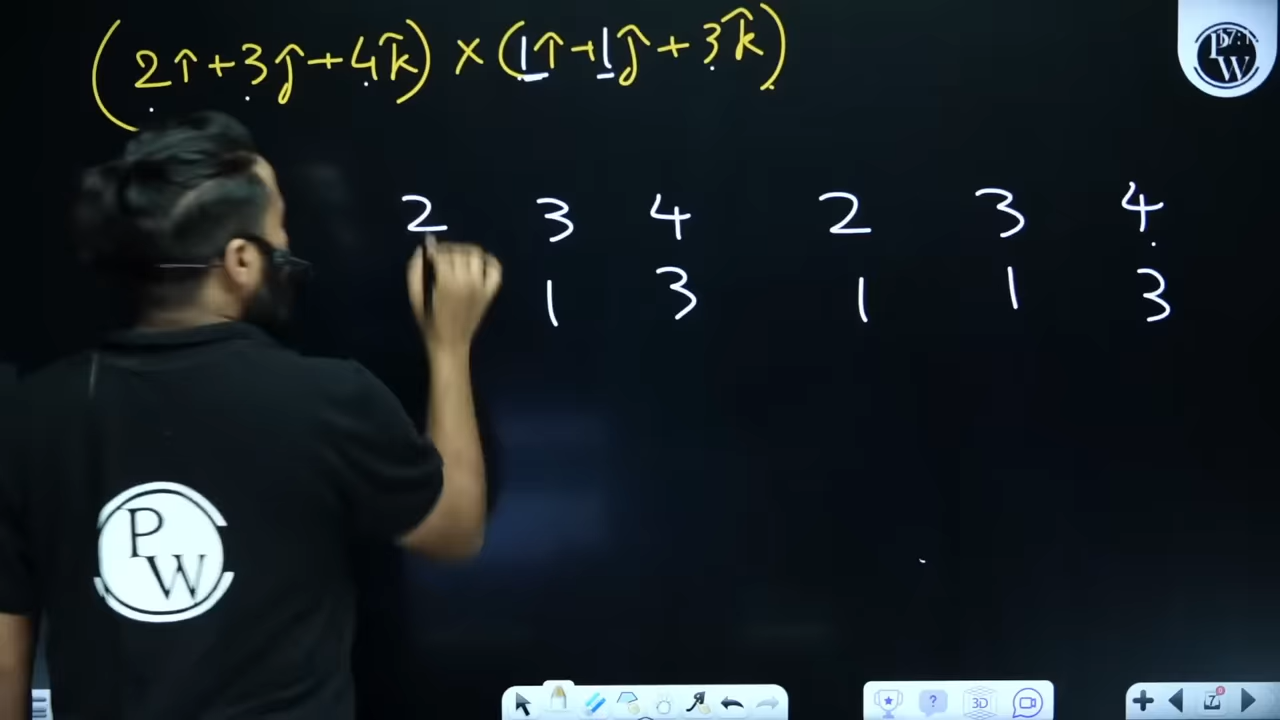 (2î + 3ĵ + 4k̂) × (1î + 1ĵ + 3k̂)
2 3 4 2 3 4
1 3 1 1 3
PW
PW
3D